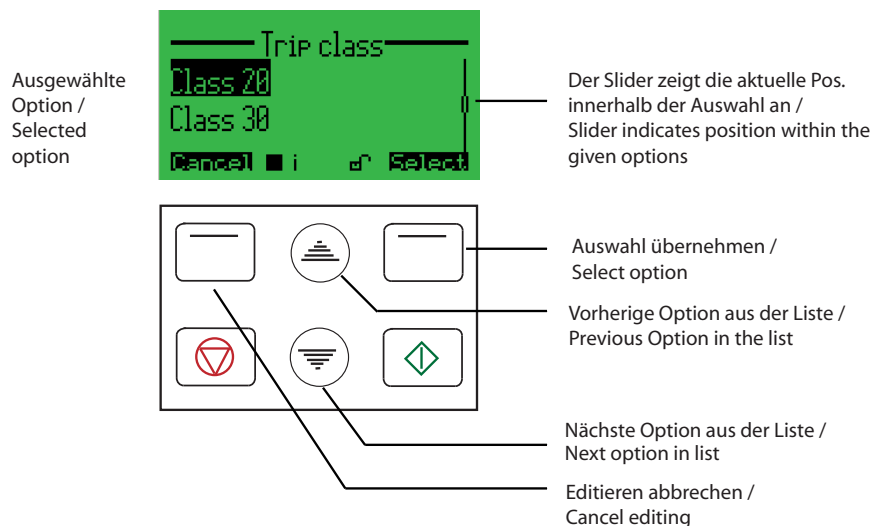 Trip class
Class 20
Class 30
Cancel i Select
Ausgewählte
Option /
Selected
option
Der Slider zeigt die aktuelle Pos.
innerhalb der Auswahl an /
Slider indicates position within the
given options
Auswahl übernehmen /
Select option
Vorherige Option aus der Liste /
Previous Option in the list
Nächste Option aus der Liste /
Next option in list
Editieren abbrechen /
Cancel editing